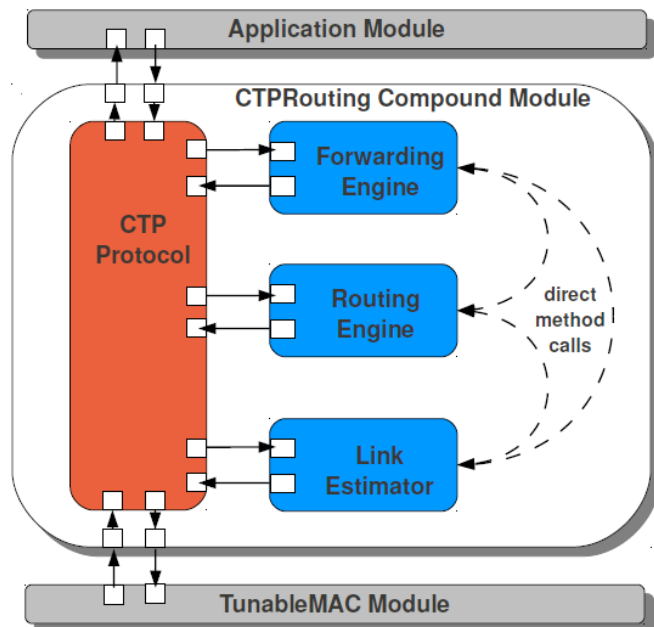 Application Module
CTPRouting Compound Module
Forwarding
Engine
CTP
Protocol
Routing
Engine
direct
method
calls
Link
Estimator
TunableMAC Module